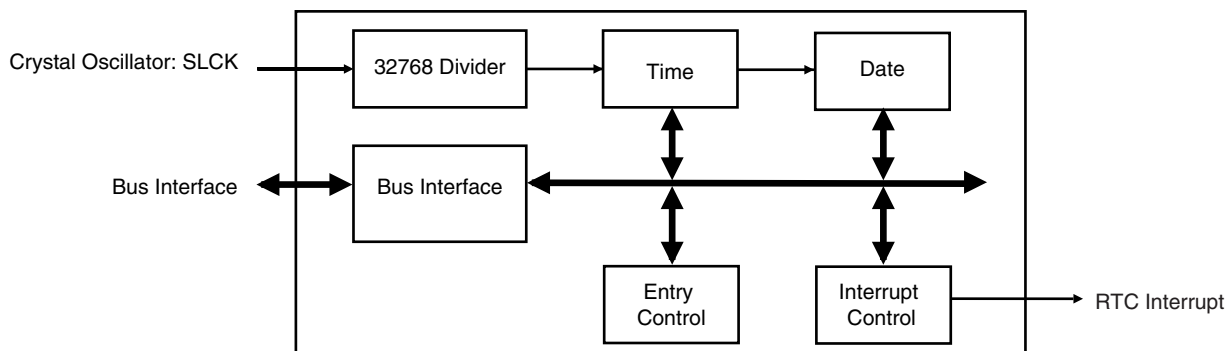 Crystal Oscillator: SLCK
32768 Divider
Time
Date
Bus Interface
Bus Interface
Entry
Control
Interrupt
Control
RTC Interrupt